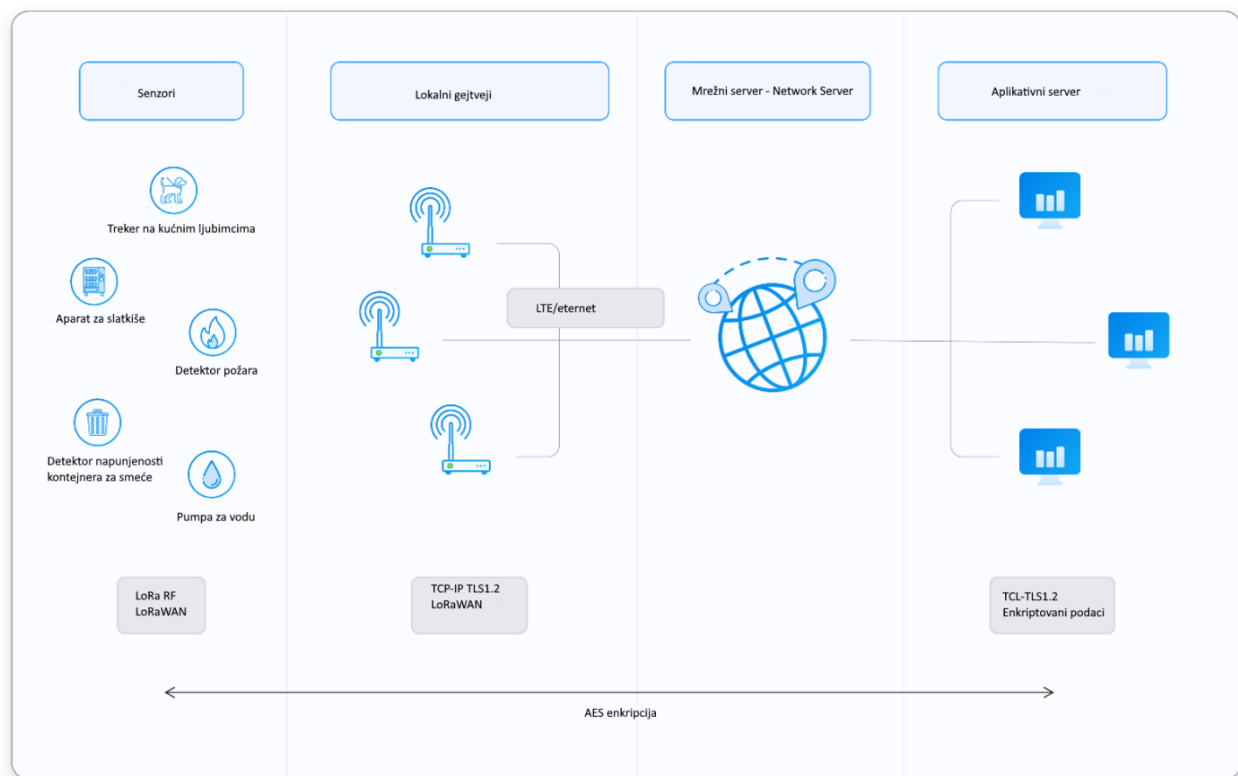 Senzori
Lokalni gejtveji
Mrežni server - Network Server
Aplikativni server
Treker na kućnim ljubimcima
Aparat za slatkiše
Detektor požara
Detektor napunjenosti
kontejnera za smeće
Pumpa za vodu
LTE/eternet
LoRa RF
LoRaWAN
TCP-IP TLS1.2
LoRaWAN
TCL-TLS1.2
Enkriptovani podaci
AES enkripcija